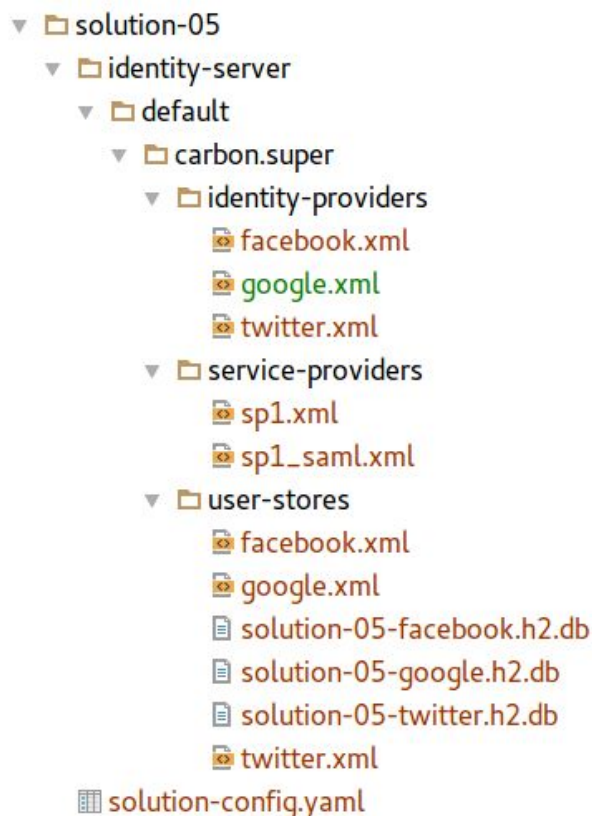 solution-05
identity-server
default
carbon.super
identity-providers
facebook.xml
google.xml
twitter.xml
service-providers
sp1.xml
sp1_saml.xml
user-stores
facebook.xml
google.xml
solution-05-facebook.h2.db
solution-05-google.h2.db
solution-05-twitter.h2.db
twitter.xml
solution-config.yaml